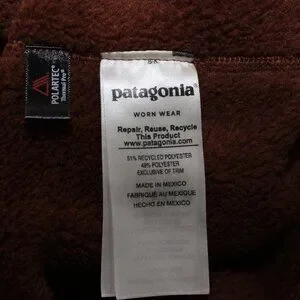 POLARTEC®
Thermal Pro®
patagonia®
WORN WEAR
Repair, Reuse, Recycle
This Product
www.patagonia.com
51% RECYCLED POLYESTER
49% POLYESTER
EXCLUSIVE OF TRIM
MADE IN MEXICO
FABRIQUÉ AU MEXIQUE
HECHO EN MÉXICO